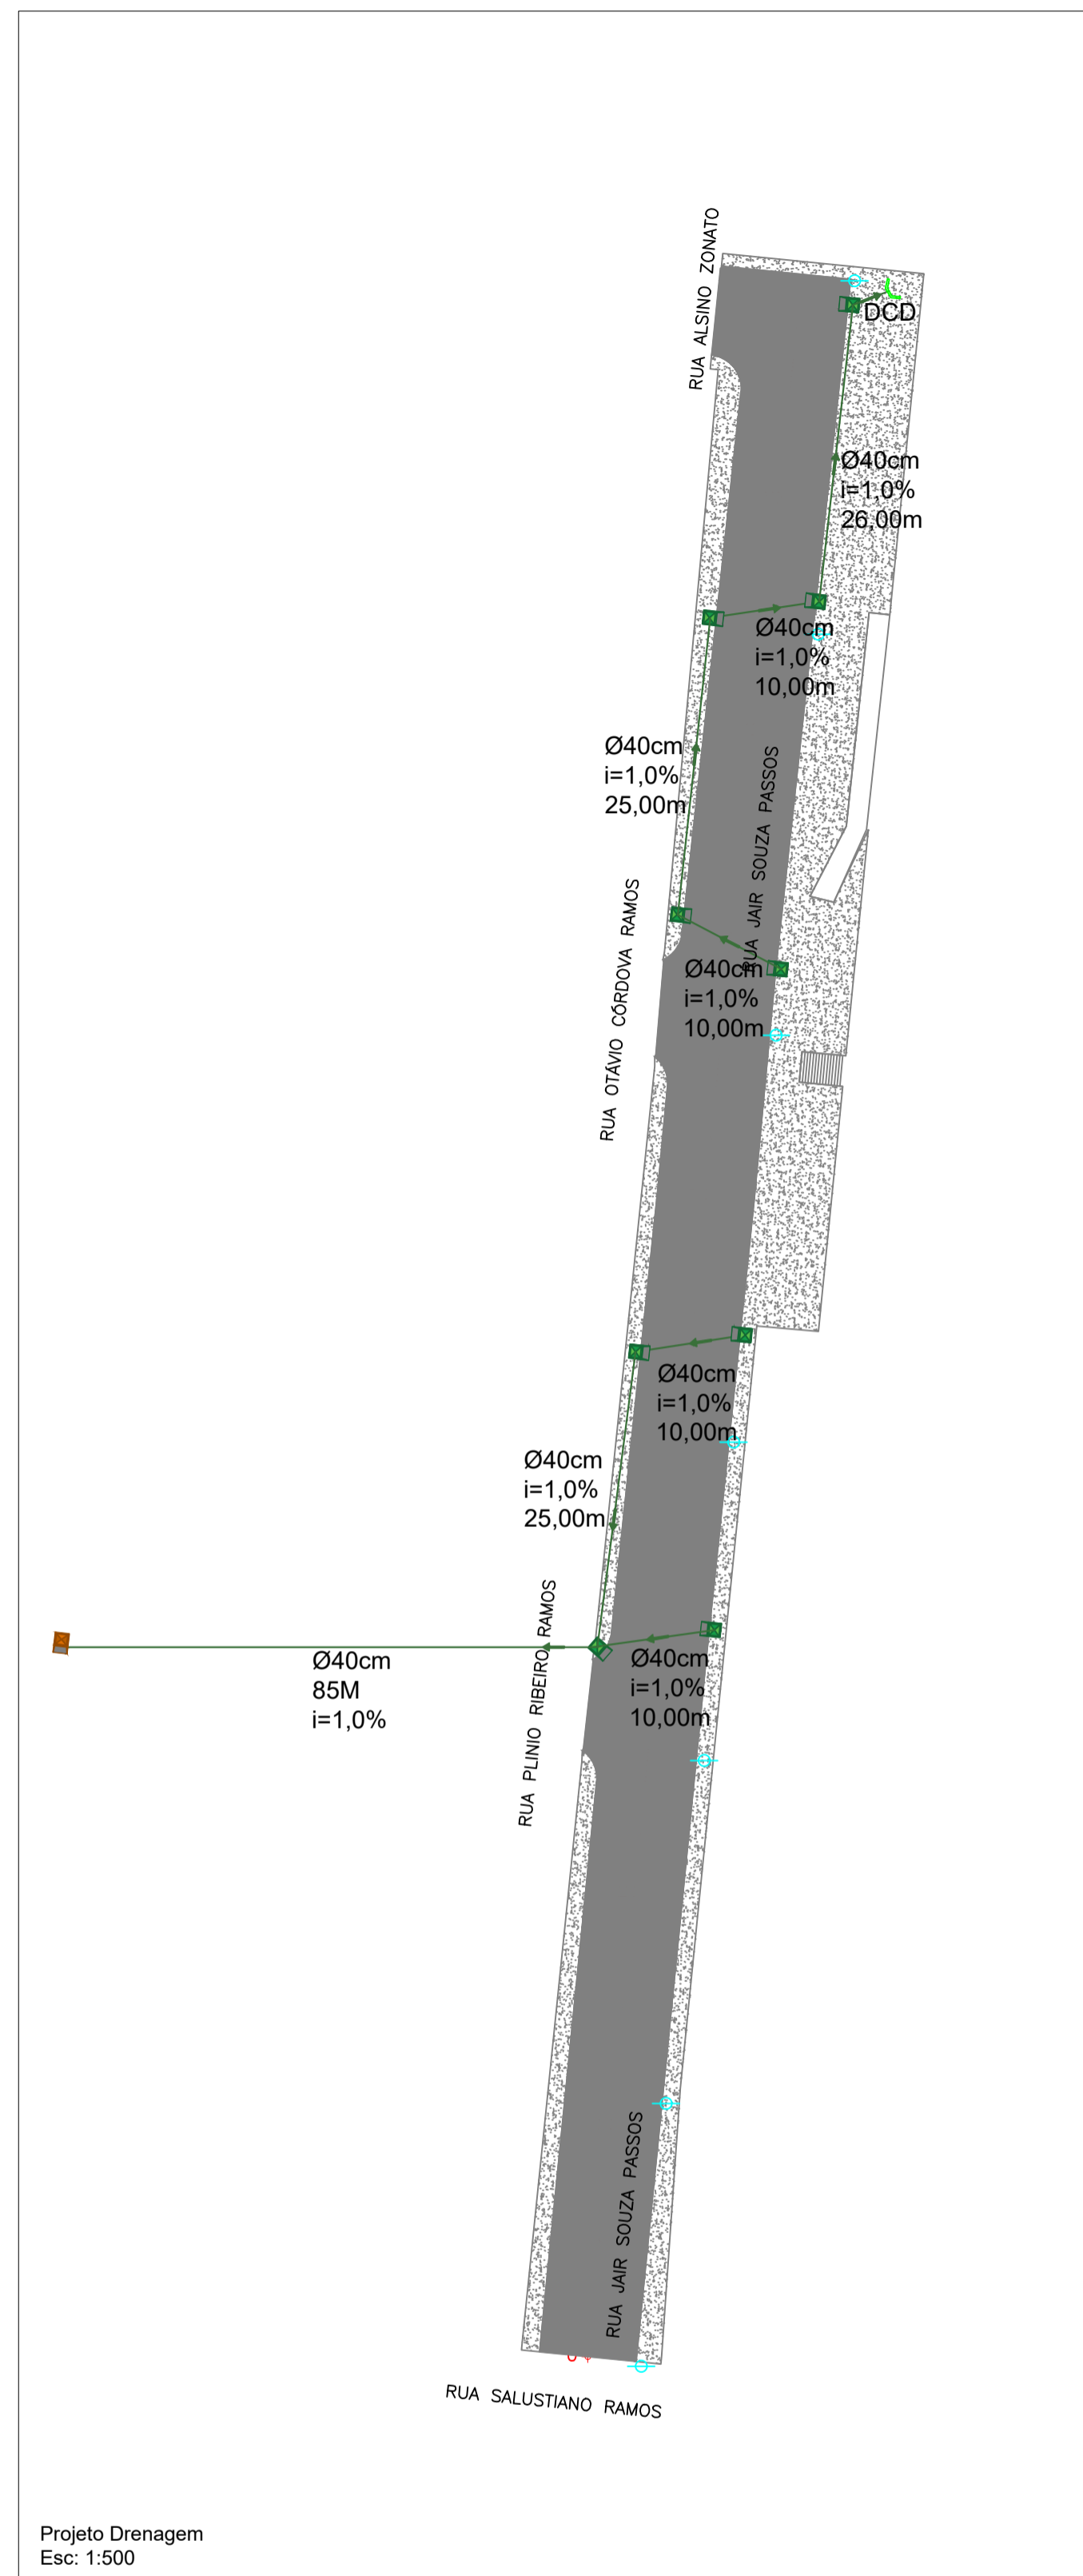 RUA ALSINO ZONATO
DCD
Ø40cm
i=1,0%
26,00m
Ø40cm
i=1,0%
10,00m
Ø40cm
i=1,0%
25,00m
RUA JAIR SOUZA PASSOS
RUA OTÁVIO CÓRDOVA RAMOS
Ø40cm
i=1,0%
10,00m
Ø40cm
i=1,0%
10,00m
Ø40cm
i=1,0%
25,00m
RUA PLINIO RIBEIRO RAMOS
Ø40cm
i=1,0%
10,00m
Ø40cm
85M
i=1,0%
RUA JAIR SOUZA PASSOS
RUA SALUSTIANO RAMOS
Projeto Drenagem
Esc: 1:500